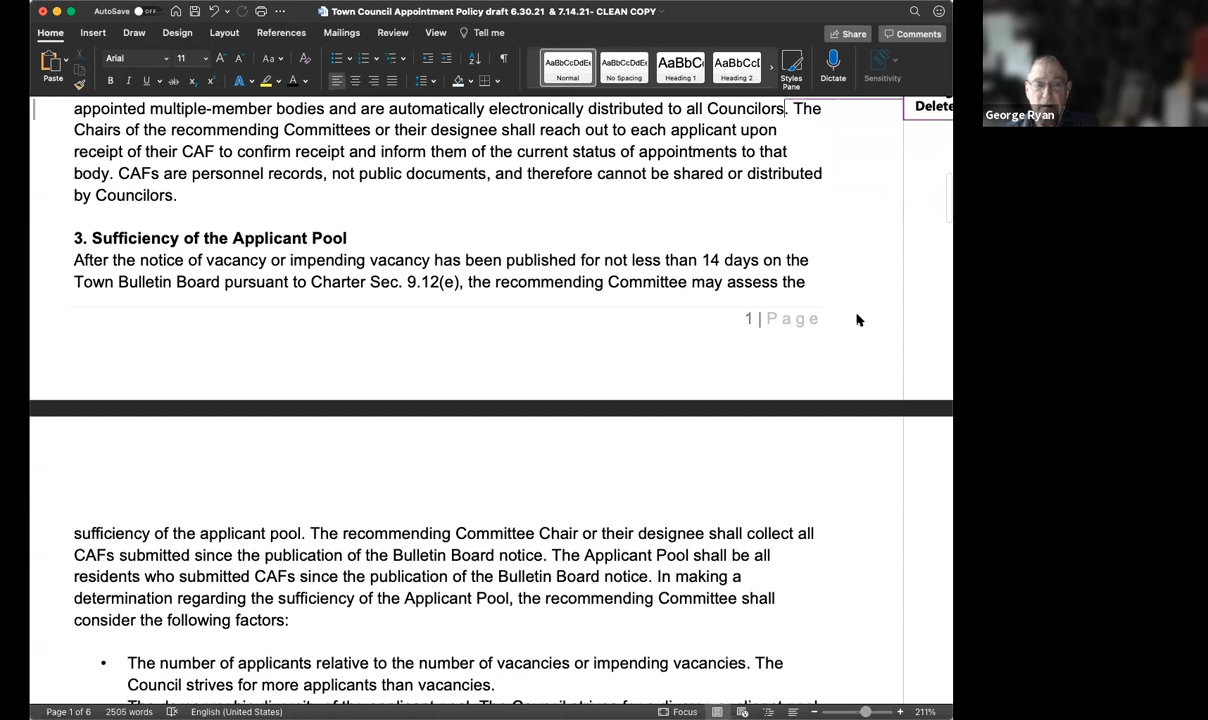 AutoSave OFF
Town Council Appointment Policy draft 6.30.21 & 7.14.21- CLEAN COPY
Home Insert Draw Design Layout References Mailings Review View Tell me
Share Comments
Paste
Arial 11
Aa
AaBbCcDdEe AaBbCcDdEe AaBbC AaBbCcD
Normal No Spacing Heading 1 Heading 2
Styles Pane
Dictate
Sensitivity
appointed multiple-member bodies and are automatically electronically distributed to all Councilors. The
Chairs of the recommending Committees or their designee shall reach out to each applicant upon
receipt of their CAF to confirm receipt and inform them of the current status of appointments to that
body. CAFs are personnel records, not public documents, and therefore cannot be shared or distributed
by Councilors.
3. Sufficiency of the Applicant Pool
After the notice of vacancy or impending vacancy has been published for not less than 14 days on the
Town Bulletin Board pursuant to Charter Sec. 9.12(e), the recommending Committee may assess the
1 | Page
sufficiency of the applicant pool. The recommending Committee Chair or their designee shall collect all
CAFs submitted since the publication of the Bulletin Board notice. The Applicant Pool shall be all
residents who submitted CAFs since the publication of the Bulletin Board notice. In making a
determination regarding the sufficiency of the Applicant Pool, the recommending Committee shall
consider the following factors:
• The number of applicants relative to the number of vacancies or impending vacancies. The
Council strives for more applicants than vacancies.
Delete
George Ryan
Page 1 of 6 2505 words English (United States) Focus 211%